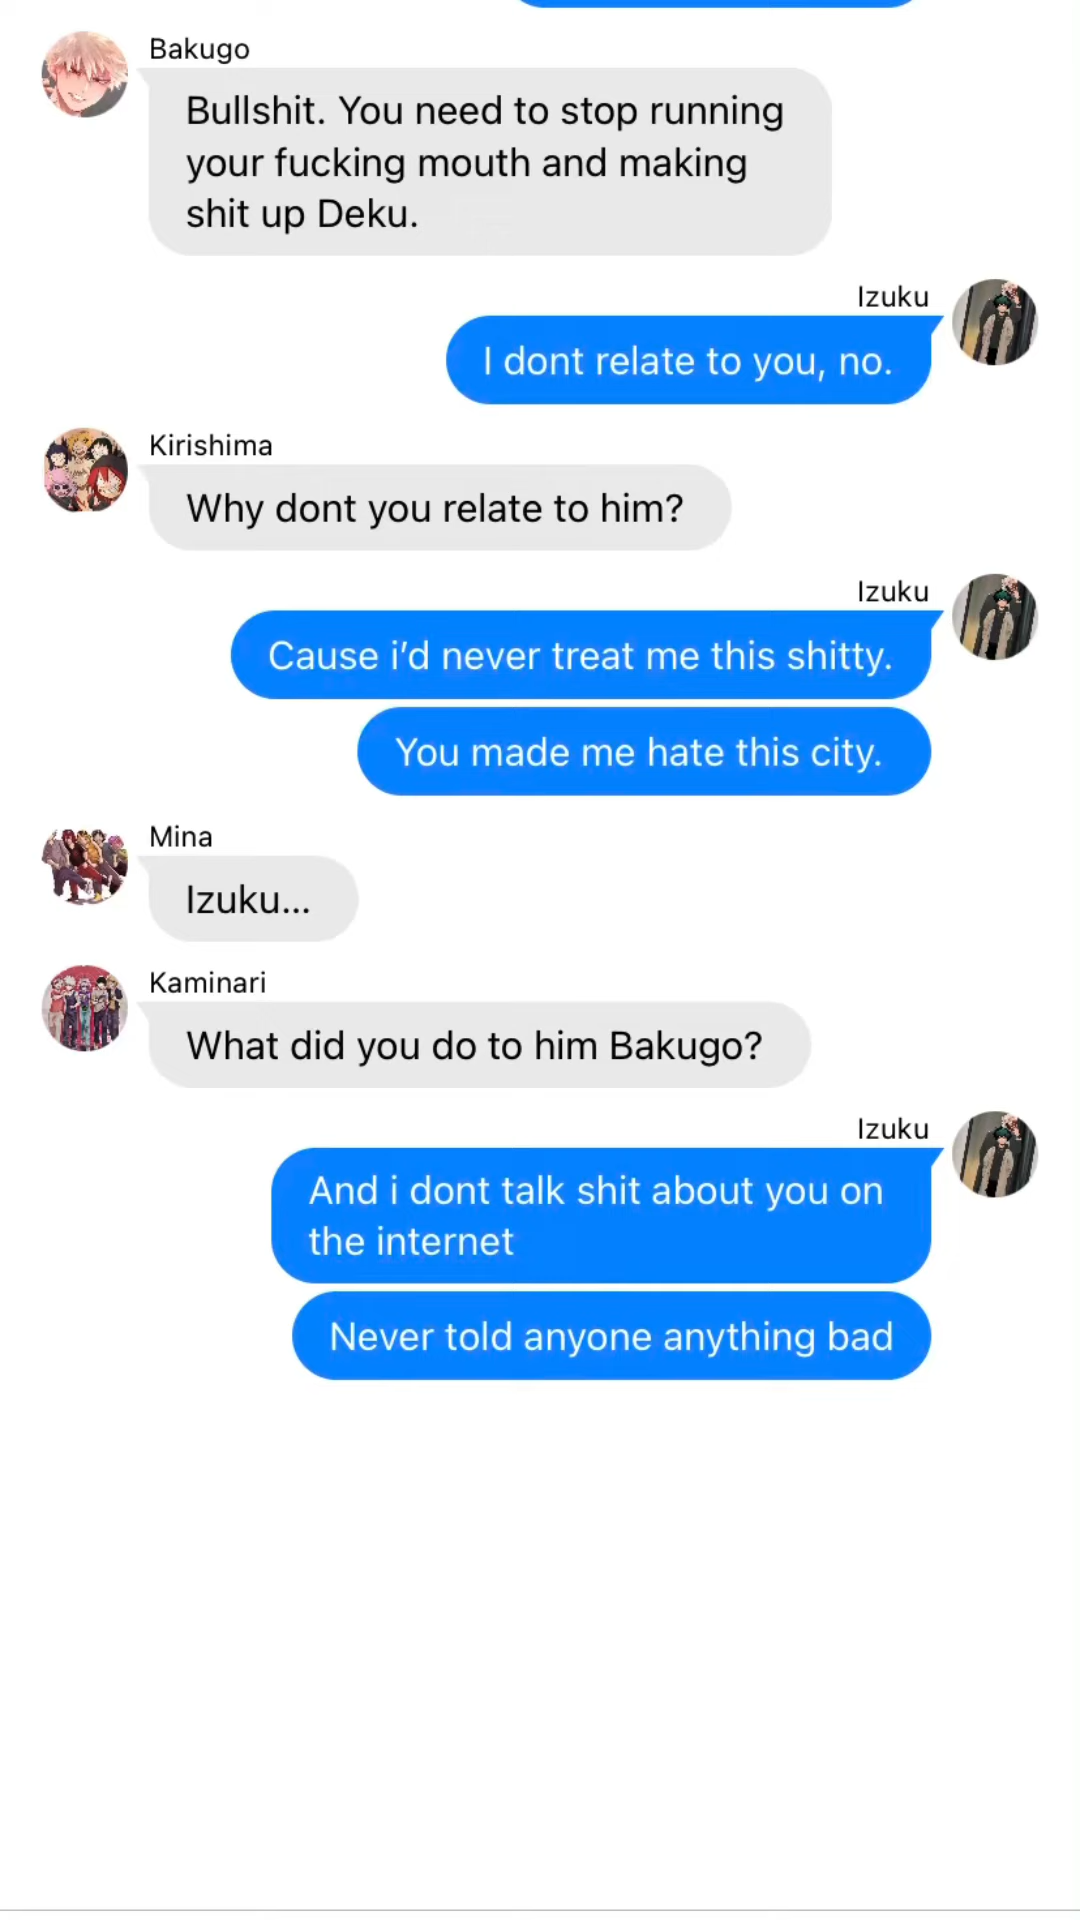 Bakugo
Bullshit. You need to stop running
your fucking mouth and making
shit up Deku.
Izuku
I dont relate to you, no.
Kirishima
Why dont you relate to him?
Izuku
Cause i’d never treat me this shitty.
You made me hate this city.
Mina
Izuku...
Kaminari
What did you do to him Bakugo?
Izuku
And i dont talk shit about you on
the internet
Never told anyone anything bad